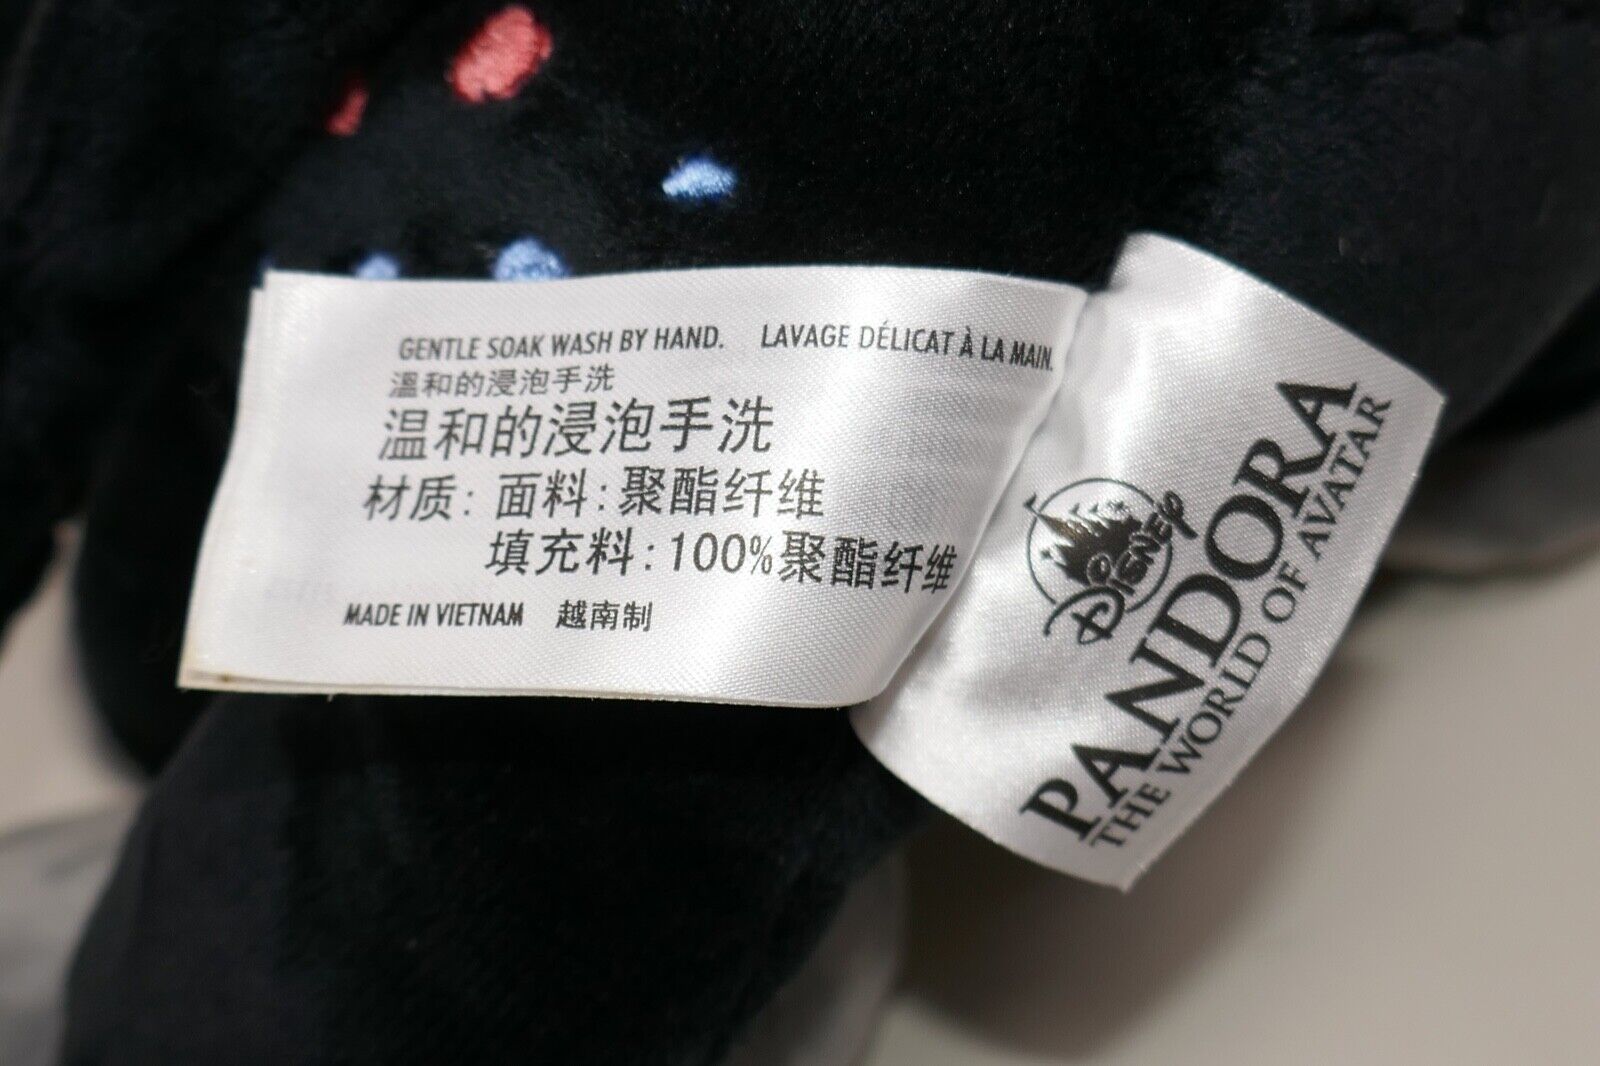 GENTLE SOAK WASH BY HAND. LAVAGE DÉLICAT À LA MAIN.
溫和的浸泡手洗
温和的浸泡手洗
材质: 面料: 聚酯纤维
填充料: 100%聚酯纤维
MADE IN VIETNAM 越南制
DISNEP
PANDORA
THE WORLD OF AVATAR